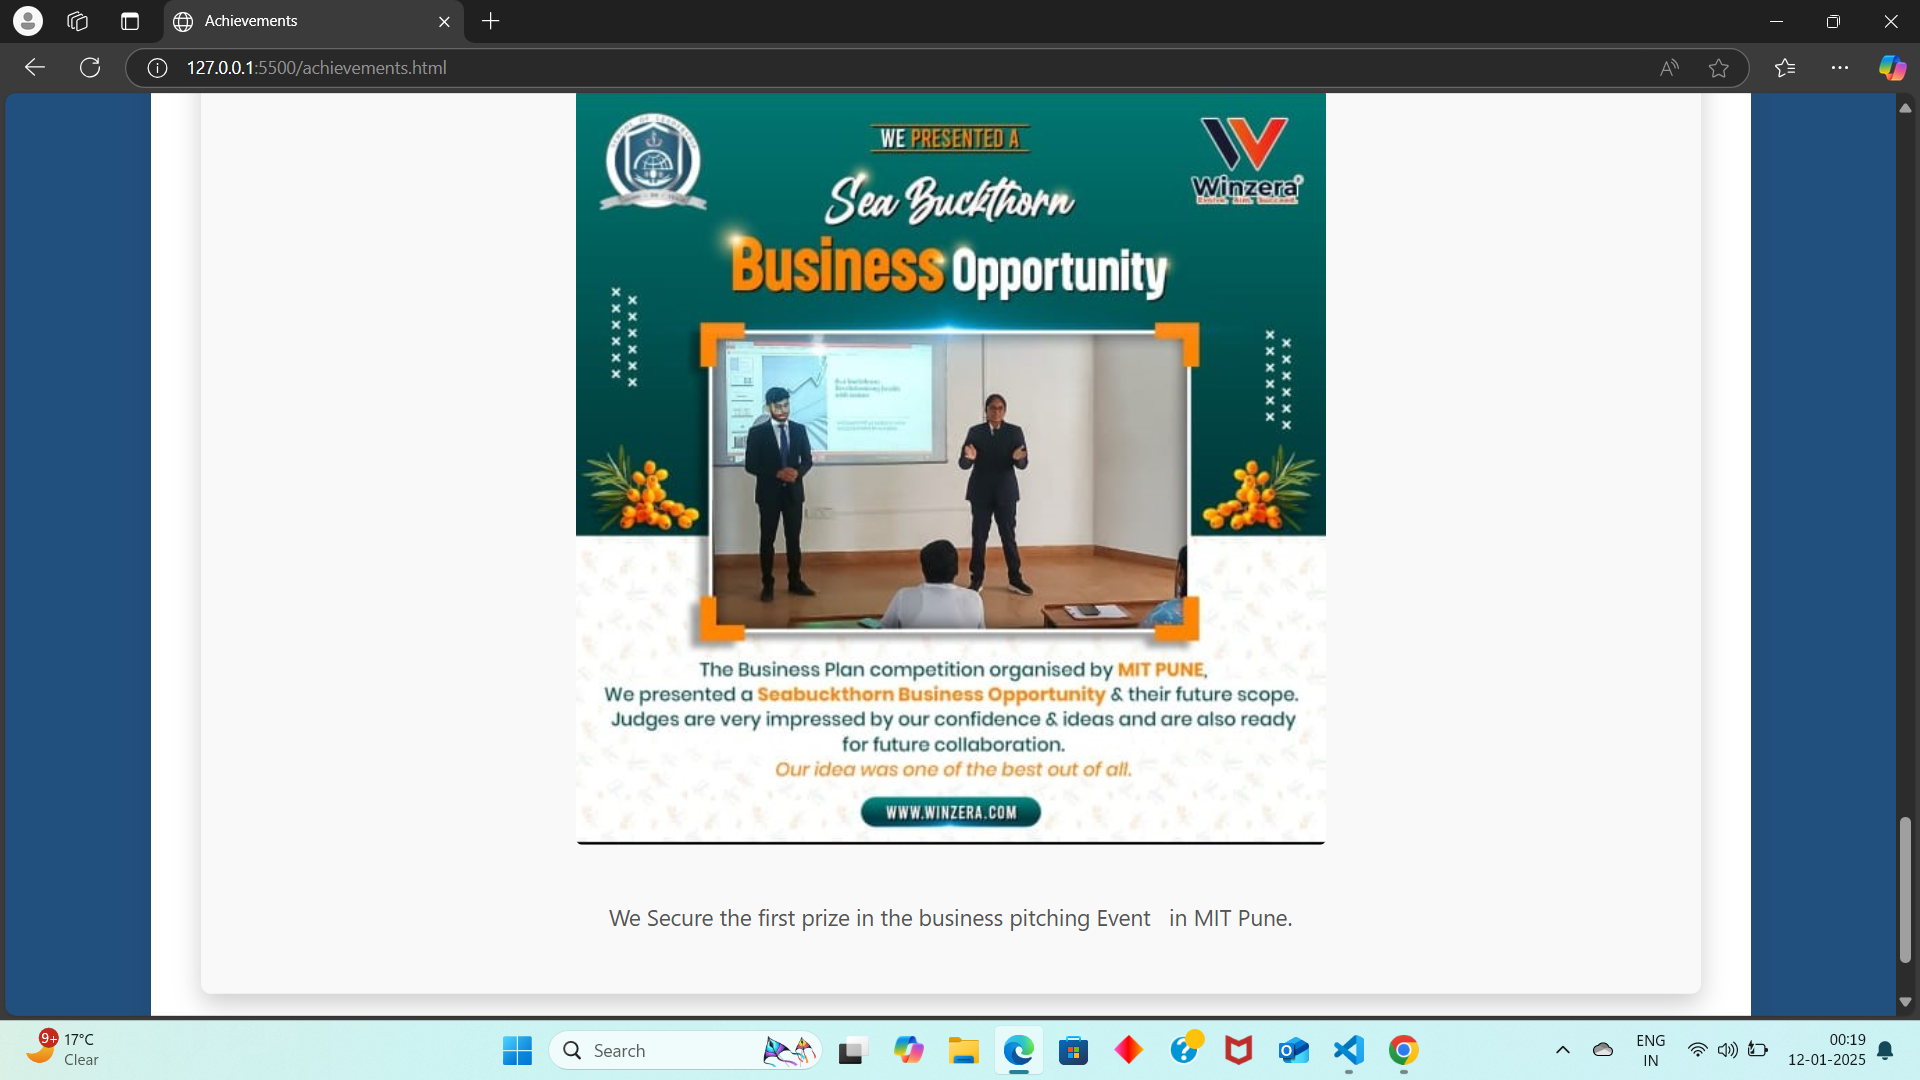 Achievements
127.0.0.1:5500/achievements.html
WE PRESENTED A
Winzera
Evolve. Aim. Succeed.
Sea Buckthorn
Business Opportunity
The Business Plan competition organised by MIT PUNE,
We presented a Seabuckthorn Business Opportunity & their future scope.
Judges are very impressed by our confidence & ideas and are also ready
for future collaboration.
Our idea was one of the best out of all.
WWW.WINZERA.COM
We Secure the first prize in the business pitching Event   in MIT Pune.
9+
17°C
Clear
Search
ENG
IN
00:19
12-01-2025